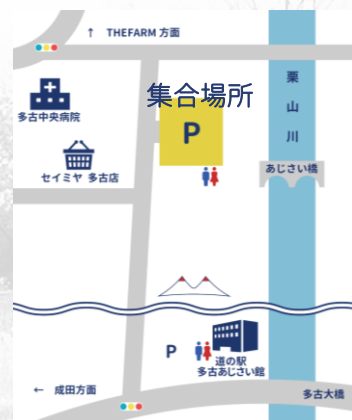 ↑ THEFARM 方面
集合場所
P
栗山川
多古中央病院
セイミヤ 多古店
あじさい橋
P
道の駅
多古あじさい館
← 成田方面
多古大橋